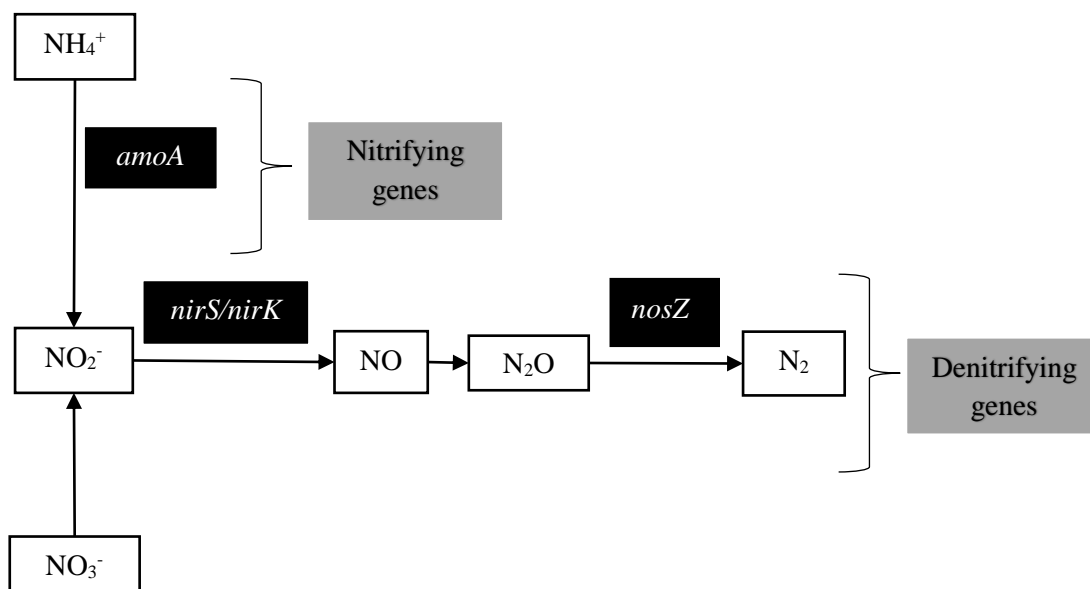 NH₄⁺
amoA
Nitrifying
genes
nirS/nirK
nosZ
NO₂⁻
NO
N₂O
N₂
Denitrifying
genes
NO₃⁻